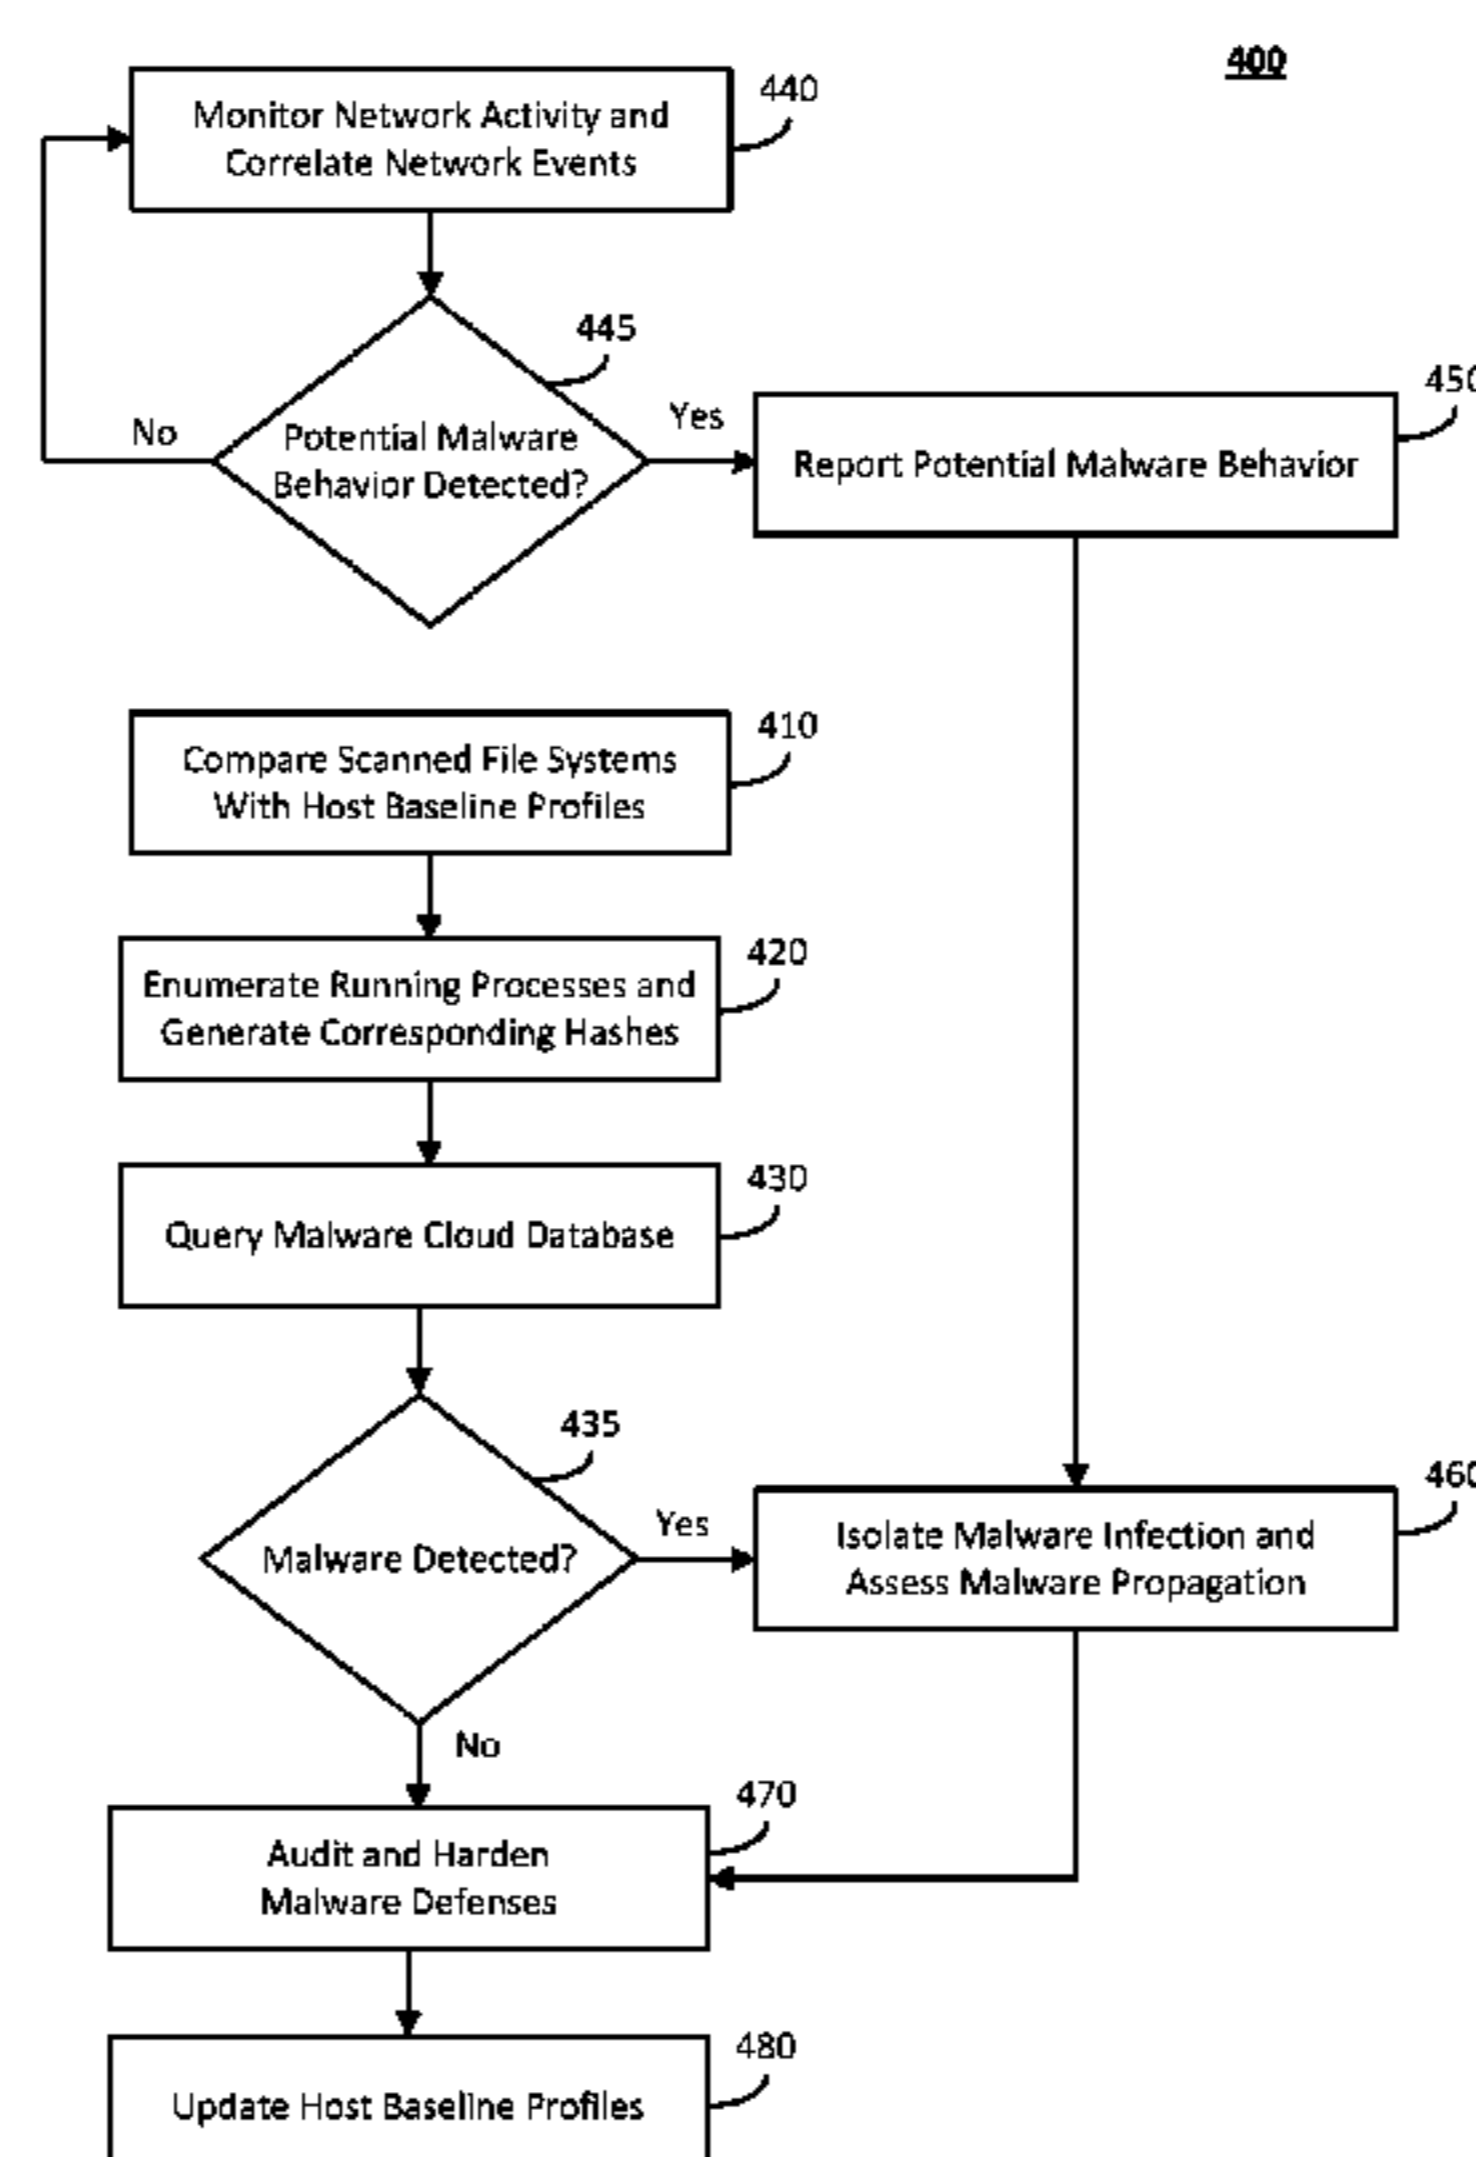 400
440
Monitor Network Activity and
Correlate Network Events
445
Potential Malware
Behavior Detected?
No
Yes
450
Report Potential Malware Behavior
410
Compare Scanned File Systems
With Host Baseline Profiles
420
Enumerate Running Processes and
Generate Corresponding Hashes
430
Query Malware Cloud Database
435
Malware Detected?
Yes
460
Isolate Malware Infection and
Assess Malware Propagation
No
470
Audit and Harden
Malware Defenses
480
Update Host Baseline Profiles